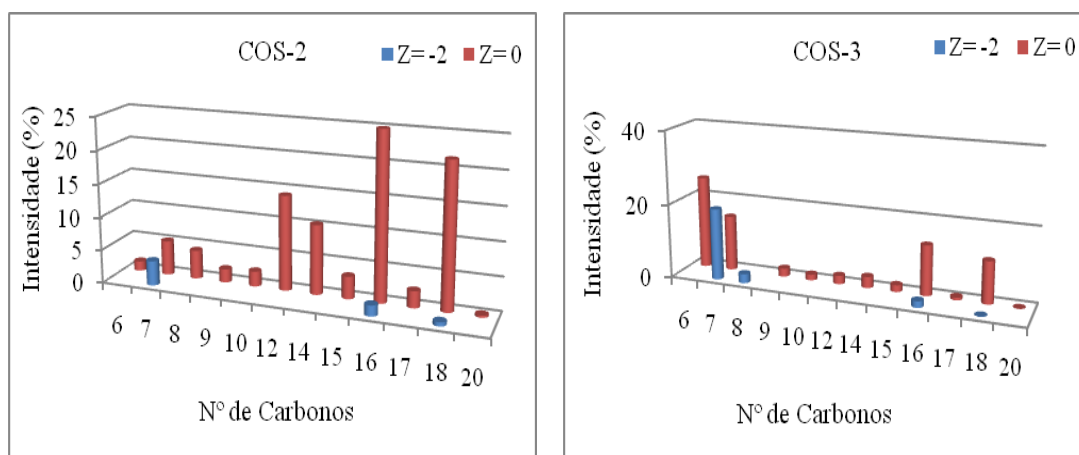 COS-2
Z= -2 Z= 0
Intensidade (%)
25
20
15
10
5
0
6 7 8 9 10 12 14 15 16 17 18 20
Nº de Carbonos
COS-3
Z= -2 Z= 0
Intensidade (%)
40
20
0
6 7 8 9 10 12 14 15 16 17 18 20
Nº de Carbonos